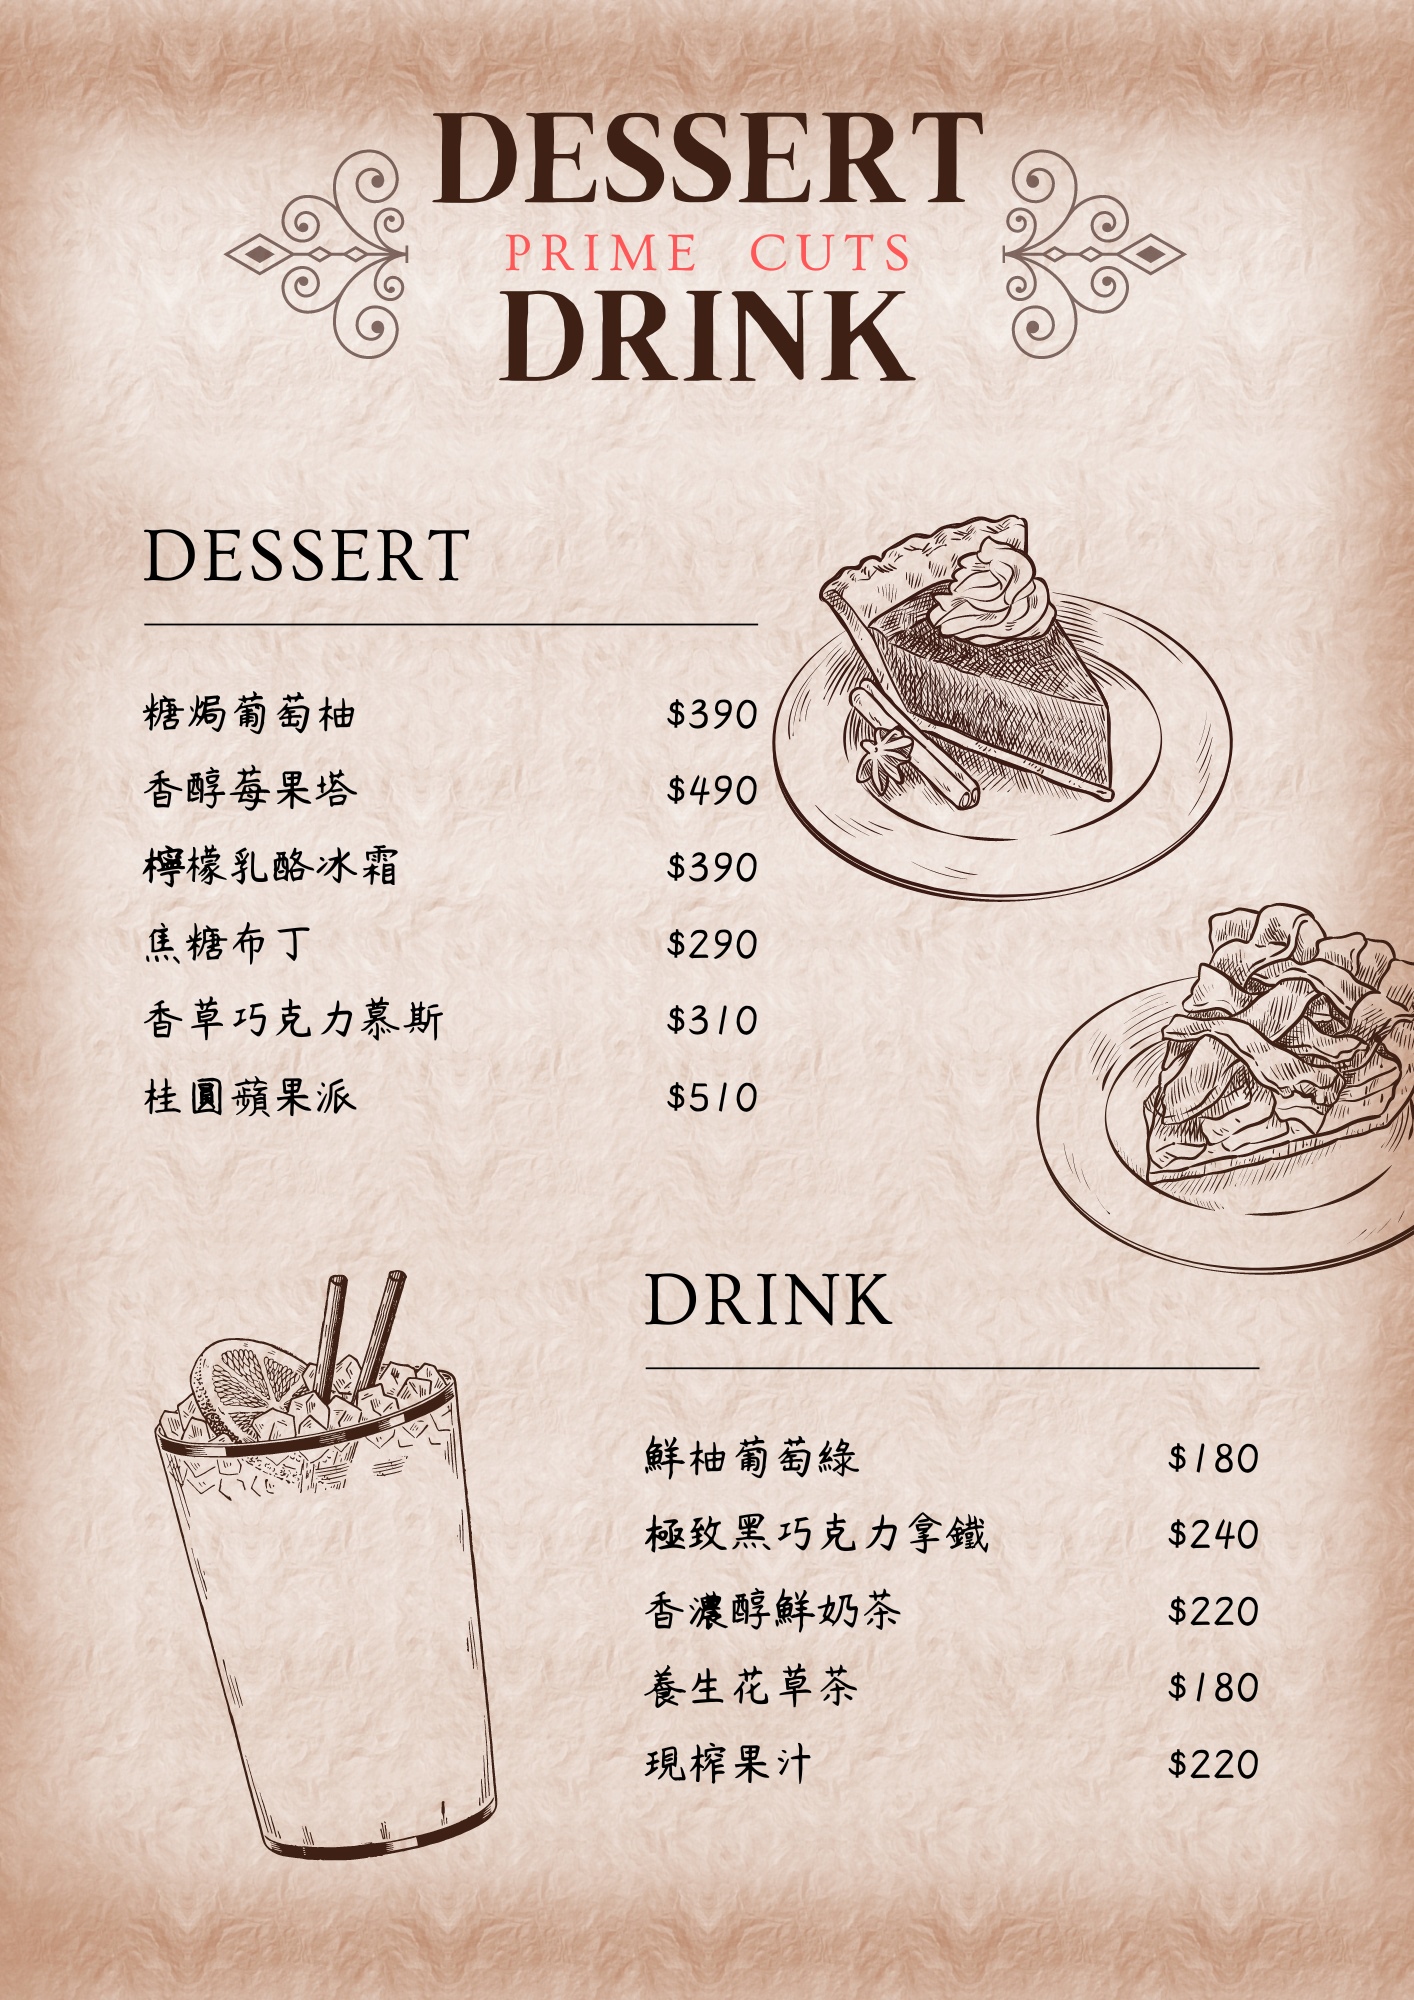 DESSERT
PRIME CUTS
DRINK
DESSERT
糖焗葡萄柚 $390
香醇莓果塔 $490
檸檬乳酪冰霜 $390
焦糖布丁 $290
香草巧克力慕斯 $310
桂圓蘋果派 $510
DRINK
鮮柚葡萄綠 $180
極致黑巧克力拿鐵 $240
香濃醇鮮奶茶 $220
養生花草茶 $180
現榨果汁 $220